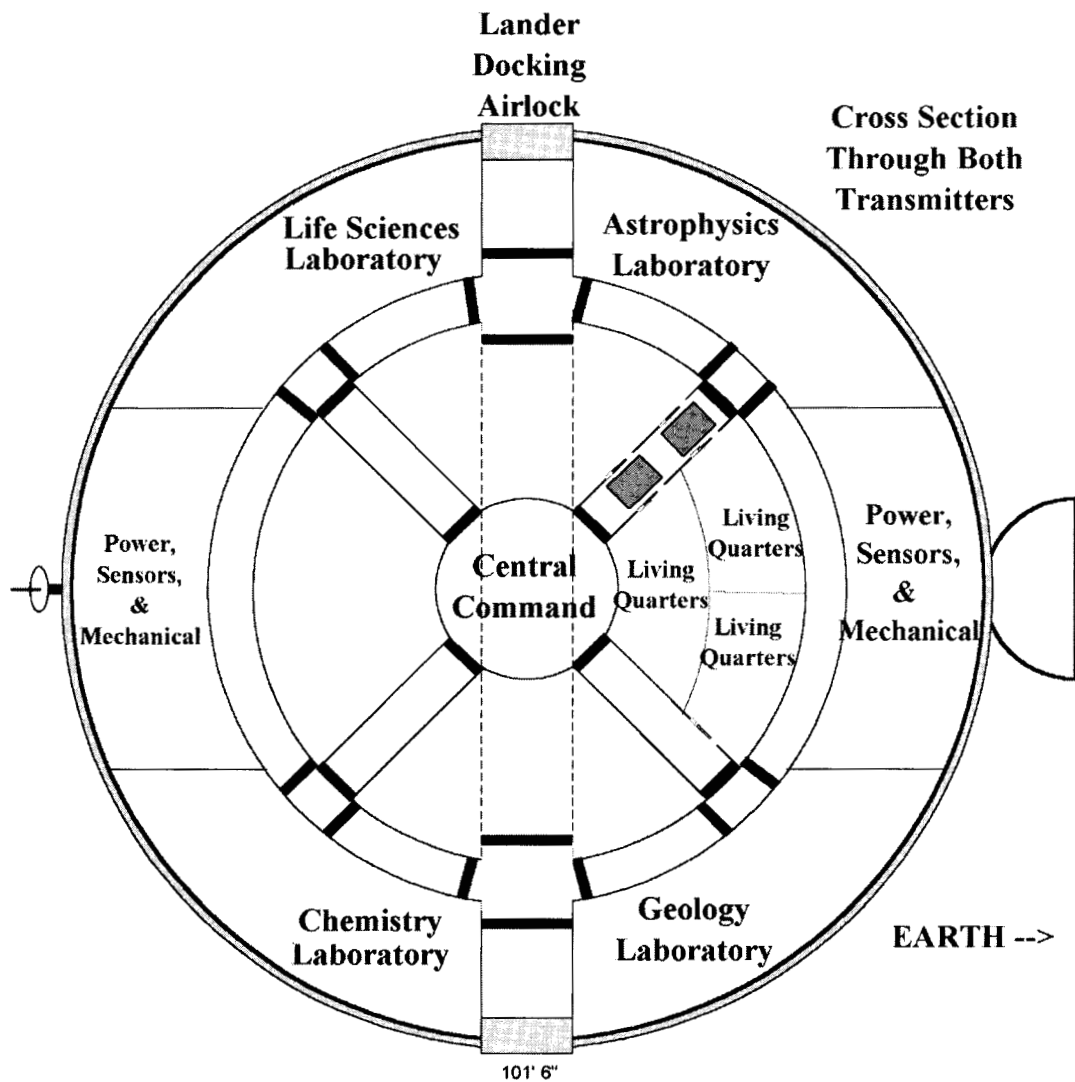 Lander
Docking
Airlock
Cross Section
Through Both
Transmitters
Life Sciences
Laboratory
Astrophysics
Laboratory
Power,
Sensors,
&
Mechanical
Central
Command
Living
Quarters
Living
Quarters
Living
Quarters
Power,
Sensors,
&
Mechanical
Chemistry
Laboratory
Geology
Laboratory
EARTH -->
101' 6"